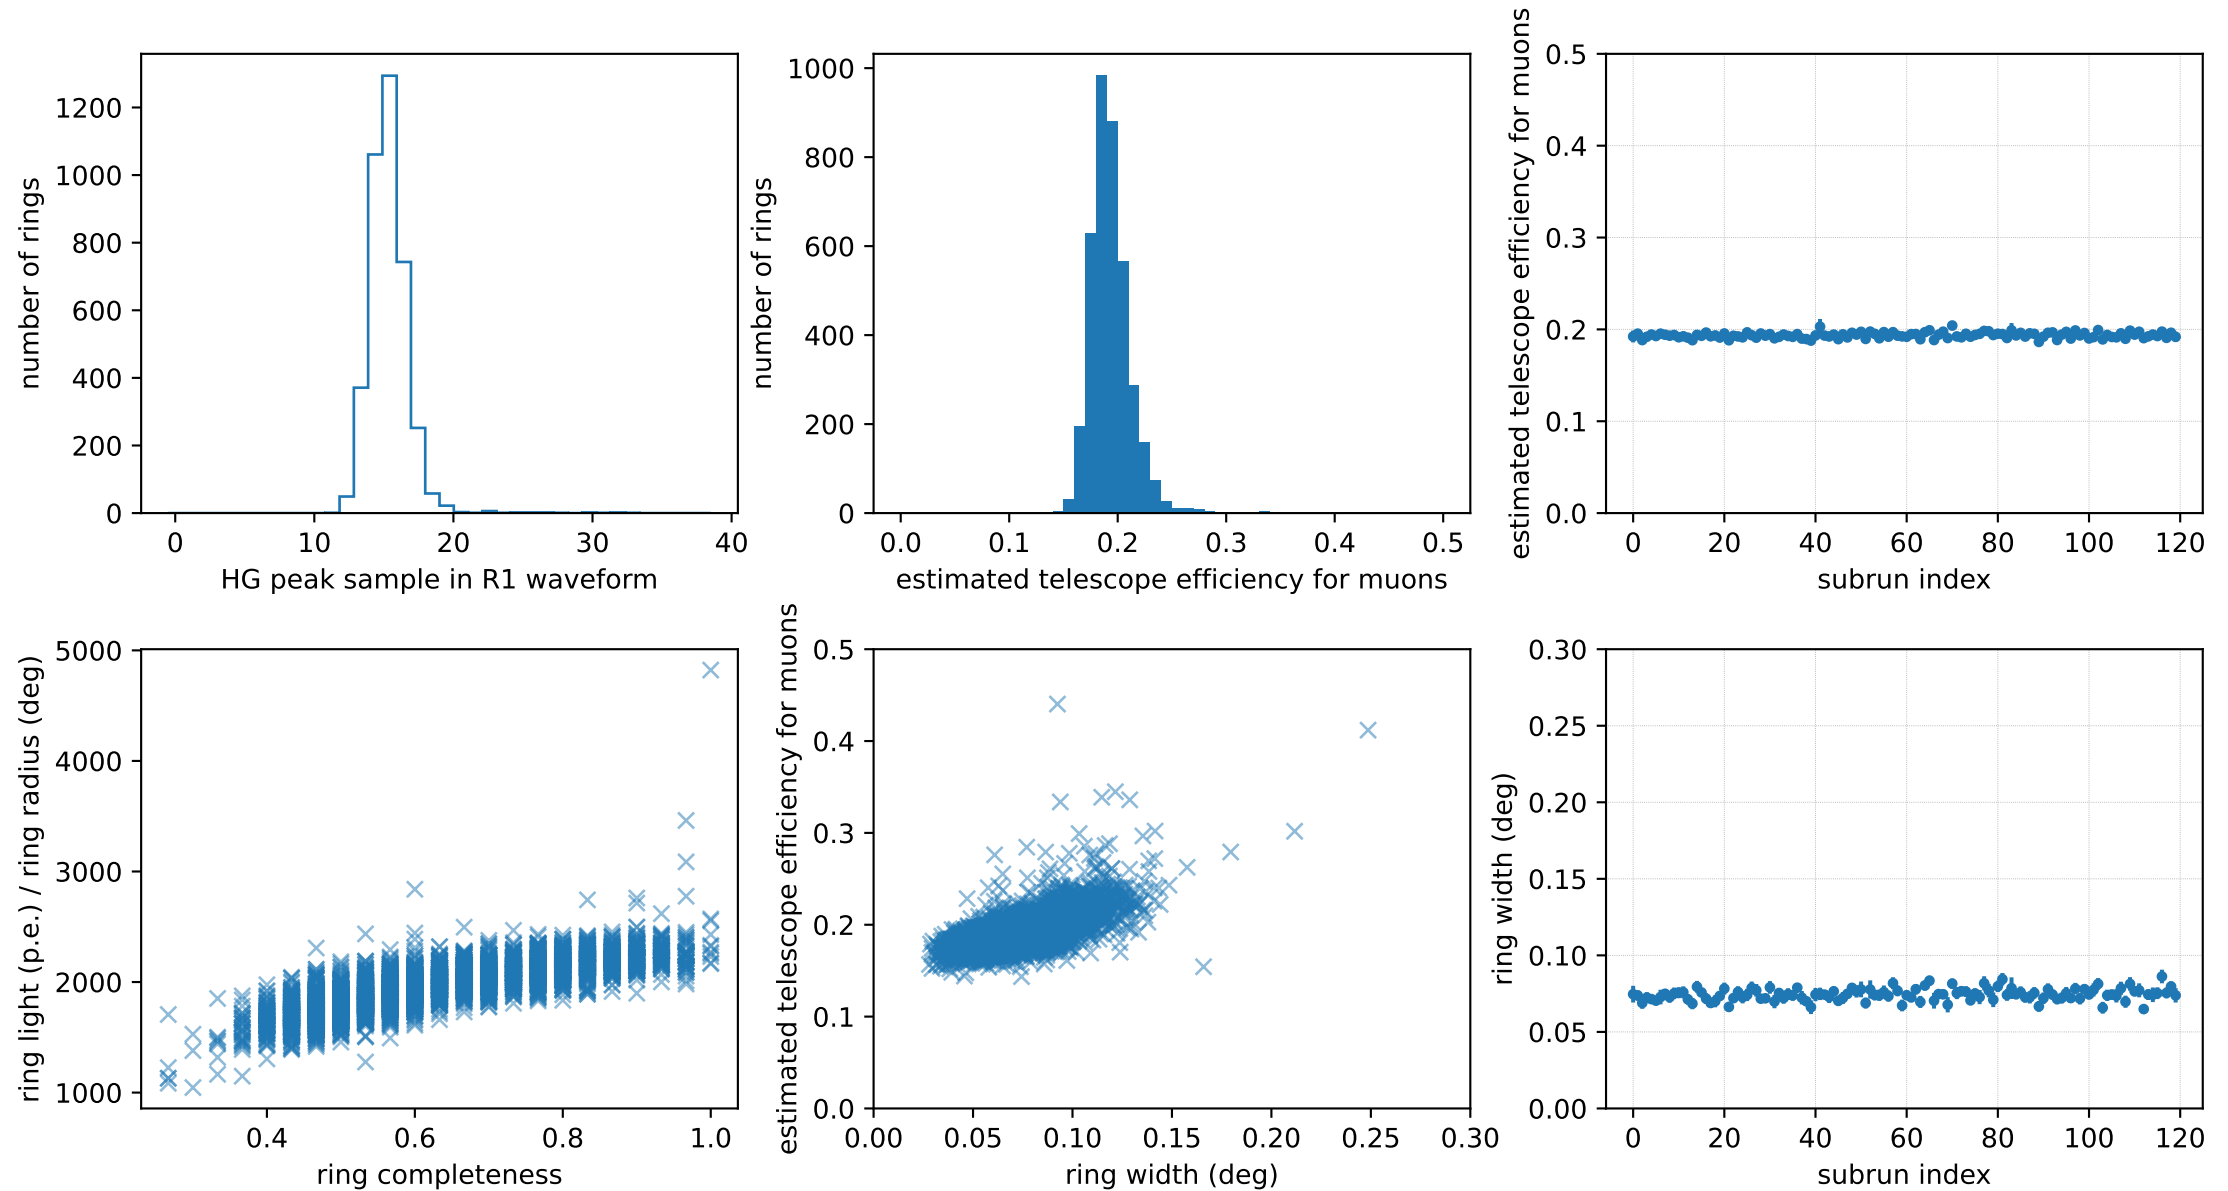 number of rings
1200
1000
800
600
400
200
0
0 10 20 30 40
HG peak sample in R1 waveform
number of rings
1000
800
600
400
200
0
0.0 0.1 0.2 0.3 0.4 0.5
estimated telescope efficiency for muons
estimated telescope efficiency for muons
0.5
0.4
0.3
0.2
0.1
0.0
0 20 40 60 80 100 120
subrun index
ring light (p.e.) / ring radius (deg)
5000
4000
3000
2000
1000
0.4 0.6 0.8 1.0
ring completeness
estimated telescope efficiency for muons
0.5
0.4
0.3
0.2
0.1
0.0
0.00 0.05 0.10 0.15 0.20 0.25 0.30
ring width (deg)
ring width (deg)
0.30
0.25
0.20
0.15
0.10
0.05
0.00
0 20 40 60 80 100 120
subrun index